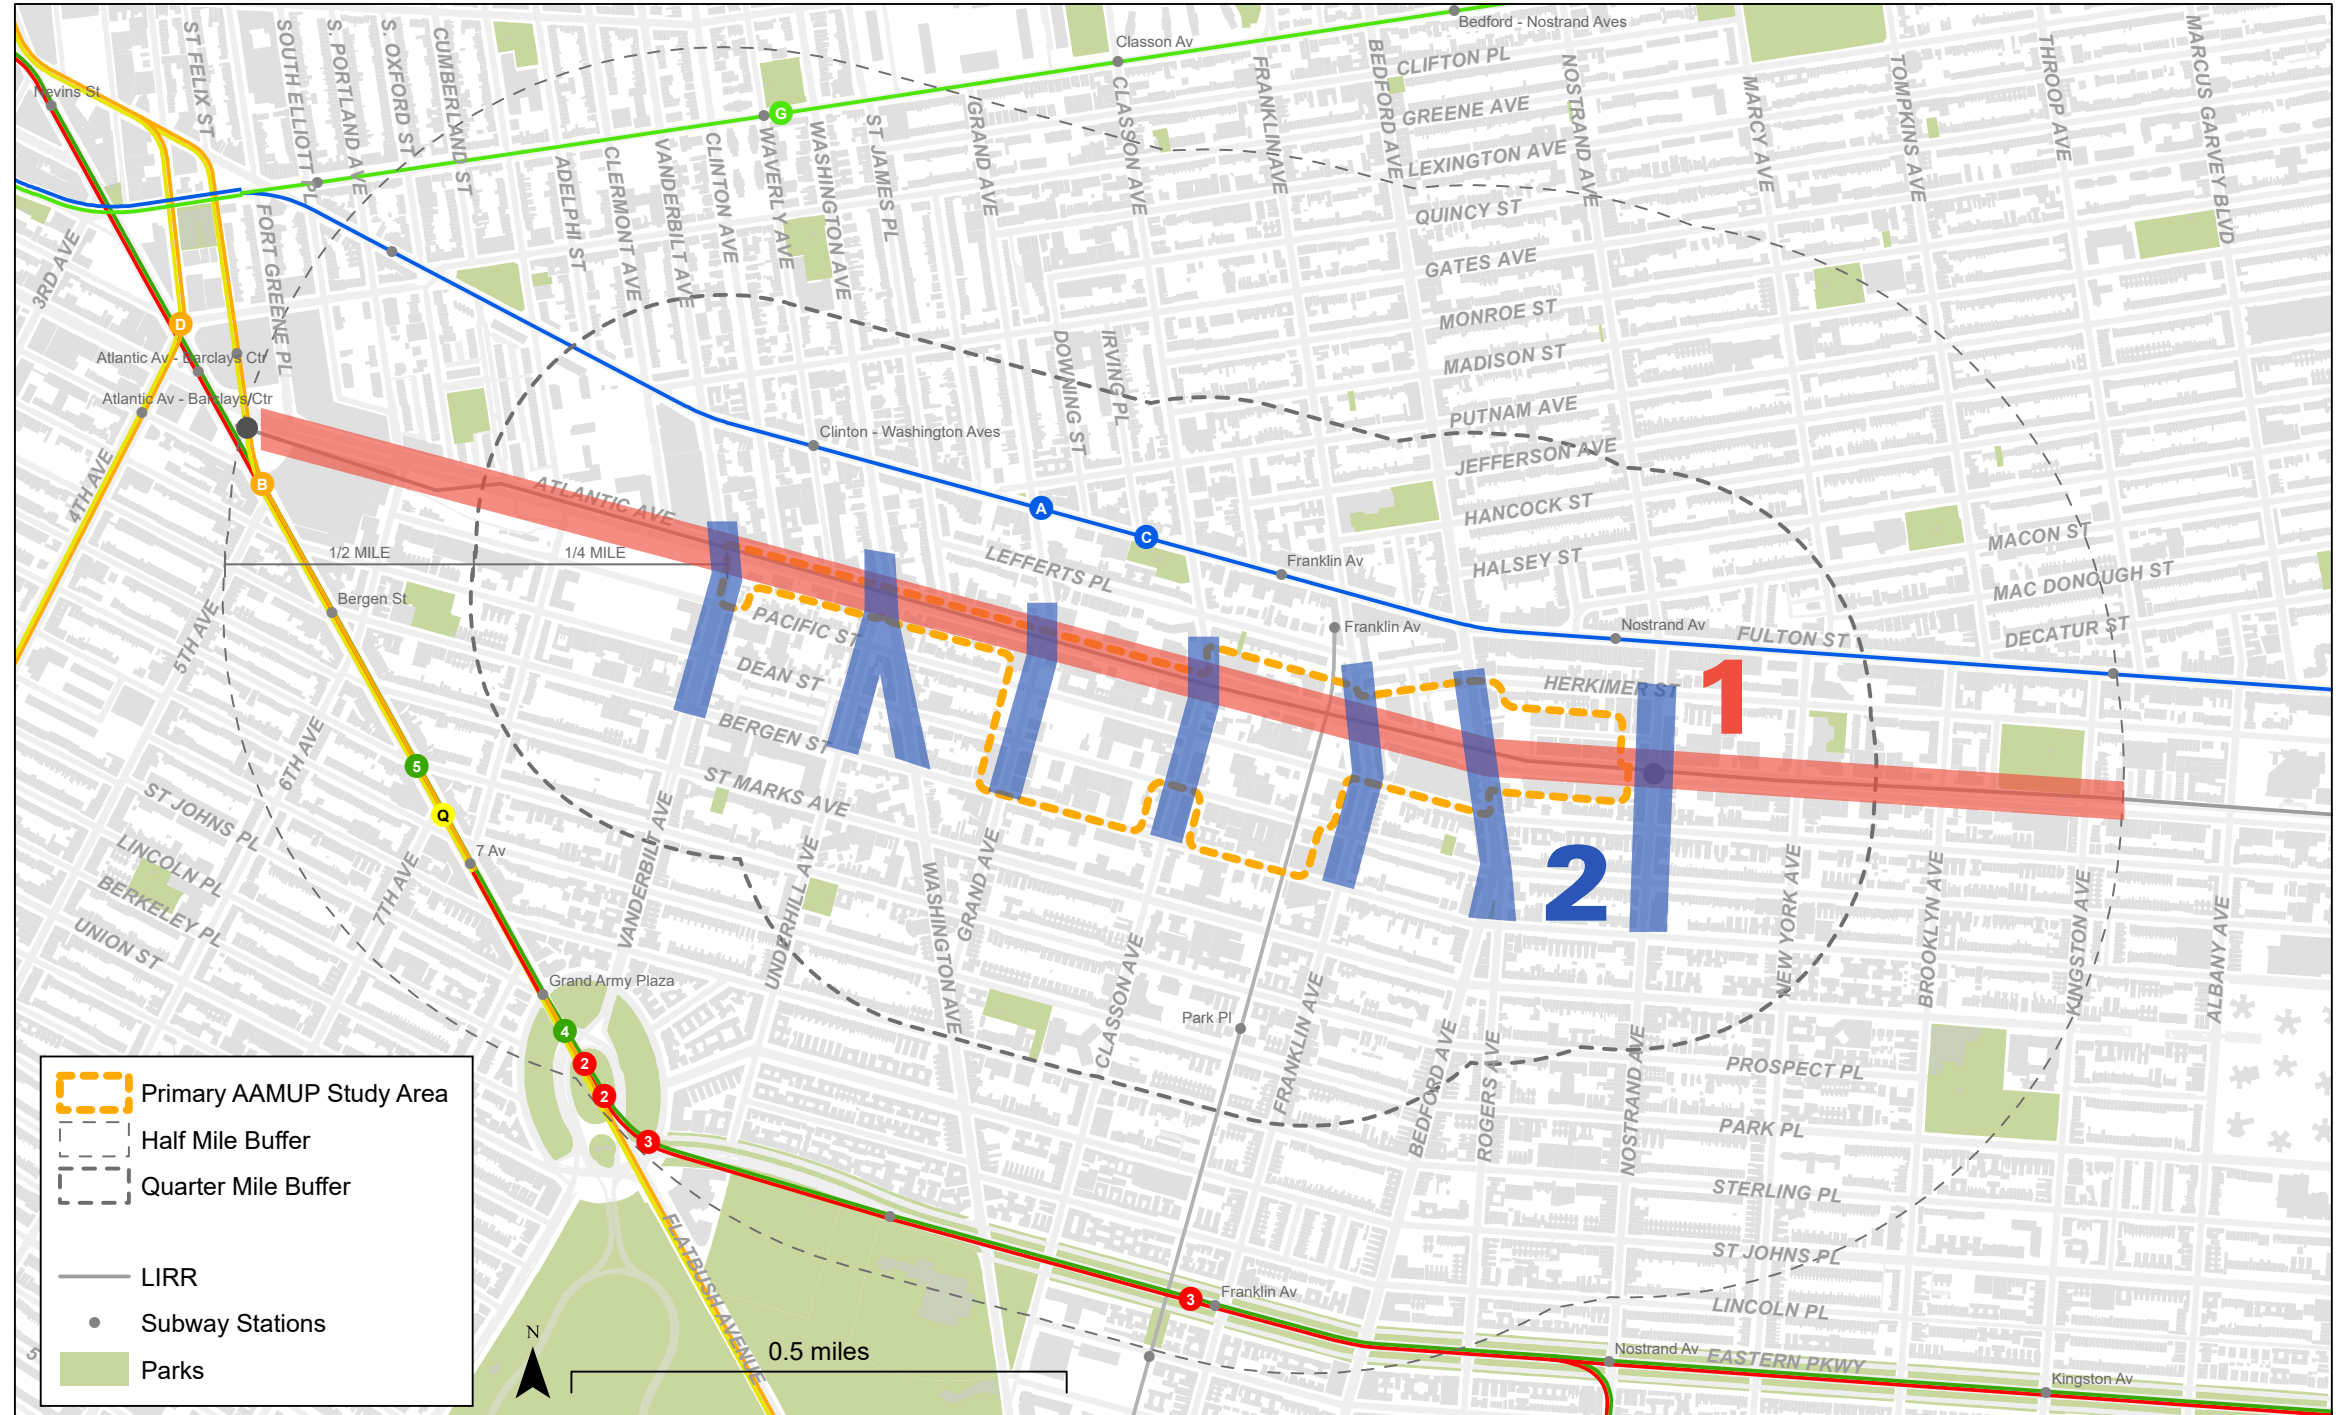 Bedford - Nostrand Aves
Classon Av
Nevins St
ST FELIX ST
SOUTH ELLIOTT PL
S. PORTLAND AVE
S. OXFORD ST
CUMBERLAND ST
ADELPHI ST
CLERMONT AVE
VANDERBILT AVE
CLINTON AVE
WAVERLY AVE
WASHINGTON AVE
ST JAMES PL
GRAND AVE
CLASSON AVE
FRANKLIN AVE
BEDFORD AVE
NOSTRAND AVE
MARCY AVE
TOMPKINS AVE
THROOP AVE
MARCUS GARVEY BLVD
CLIFTON PL
GREENE AVE
LEXINGTON AVE
QUINCY ST
GATES AVE
MONROE ST
MADISON ST
PUTNAM AVE
JEFFERSON AVE
HANCOCK ST
HALSEY ST
MACON ST
MAC DONOUGH ST
DECATUR ST
G
3RD AVE
FORT GREENE PL
D
Atlantic Av - Barclays Ctr
Atlantic Av - Barclays/Ctr
B
4TH AVE
DOWNING ST
IRVING PL
Clinton - Washington Aves
A
C
ATLANTIC AVE
1/2 MILE
1/4 MILE
LEFFERTS PL
Franklin Av
Franklin Av
Nostrand Av
FULTON ST
HERKIMER ST
Bergen St
5TH AVE
PACIFIC ST
DEAN ST
BERGEN ST
ST MARKS AVE
1
2
6TH AVE
5
Q
7 Av
7TH AVE
ST JOHNS PL
LINCOLN PL
BERKELEY PL
UNION ST
VANDERBILT AVE
UNDERHILL AVE
WASHINGTON AVE
GRAND AVE
CLASSON AVE
FRANKLIN AVE
BEDFORD AVE
ROGERS AVE
NOSTRAND AVE
NEW YORK AVE
BROOKLYN AVE
KINGSTON AVE
ALBANY AVE
Grand Army Plaza
4
2
2
3
Park Pl
PROSPECT PL
PARK PL
STERLING PL
ST JOHNS PL
LINCOLN PL
EASTERN PKWY
FLATBUSH AVENUE
3
Franklin Av
Nostrand Av
Kingston Av
Primary AAMUP Study Area
Half Mile Buffer
Quarter Mile Buffer
LIRR
Subway Stations
Parks
N
0.5 miles
5